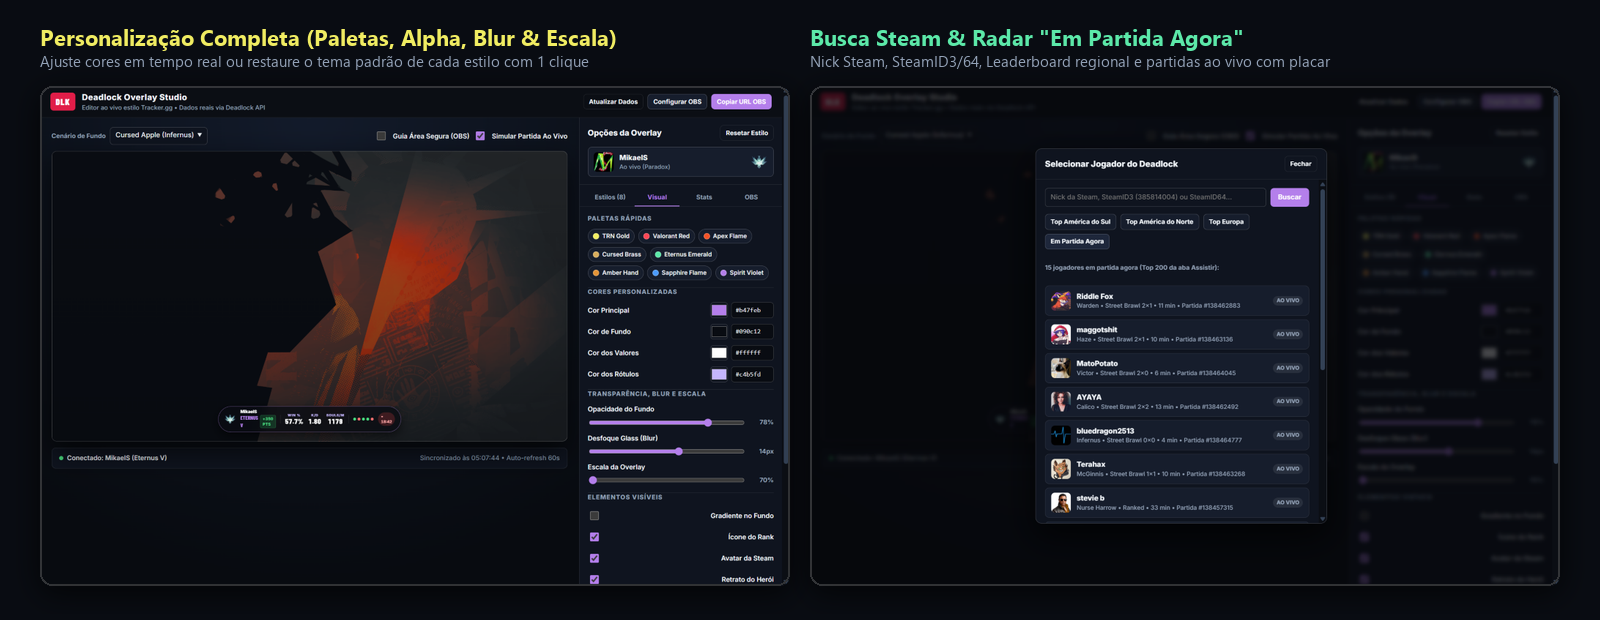 Personalização Completa (Paletas, Alpha, Blur & Escala)
Ajuste cores em tempo real ou restaure o tema padrão de cada estilo com 1 clique
DLK
Deadlock Overlay Studio
Editor ao vivo estilo Tracker.gg • Dados reais via Deadlock API
Atualizar Dados
Configurar OBS
Copiar URL OBS
Cenário de Fundo
Cursed Apple (Infernus) ▼
Guia Área Segura (OBS)
Simular Partida Ao Vivo
MikaelS
ETERNUS
V
+390
PTS
WIN %
57.7%
K/D
1.80
SOULS/M
1179
Conectado: MikaelS (Eternus V)
Sincronizado às 05:07:44 • Auto-refresh 60s
Opções da Overlay
Resetar Estilo
MikaelS
Ao vivo (Paradox)
Estilos (8)
Visual
Stats
OBS
PALETAS RÁPIDAS
TRN Gold
Valorant Red
Apex Flame
Cursed Brass
Eternus Emerald
Amber Hand
Sapphire Flame
Spirit Violet
CORES PERSONALIZADAS
Cor Principal
#b47feb
Cor de Fundo
#090c12
Cor dos Valores
#ffffff
Cor dos Rótulos
#c4b5fd
TRANSPARÊNCIA, BLUR E ESCALA
Opacidade do Fundo
78%
Desfoque Glass (Blur)
14px
Escala da Overlay
70%
ELEMENTOS VISÍVEIS
Gradiente no Fundo
Ícone do Rank
Avatar da Steam
Retrato do Herói
Busca Steam & Radar "Em Partida Agora"
Nick Steam, SteamID3/64, Leaderboard regional e partidas ao vivo com placar
Selecionar Jogador do Deadlock
Fechar
Nick da Steam, SteamID3 (385814004) ou SteamID64...
Buscar
Top América do Sul
Top América do Norte
Top Europa
Em Partida Agora
15 jogadores em partida agora (Top 200 da aba Assistir):
Riddle Fox
Warden • Street Brawl 2×1 • 11 min • Partida #138462883
AO VIVO
maggotshit
Haze • Street Brawl 2×1 • 10 min • Partida #138463136
AO VIVO
MatoPotato
Victor • Street Brawl 2×0 • 6 min • Partida #138464045
AO VIVO
AYAYA
Calico • Street Brawl 2×2 • 13 min • Partida #138462492
AO VIVO
bluedragon2513
Infernus • Street Brawl 0×0 • 4 min • Partida #138464777
AO VIVO
Terahax
McGinnis • Street Brawl 1×1 • 10 min • Partida #138463268
AO VIVO
stevie b
Nurse Harrow • Ranked • 33 min • Partida #138457315
AO VIVO